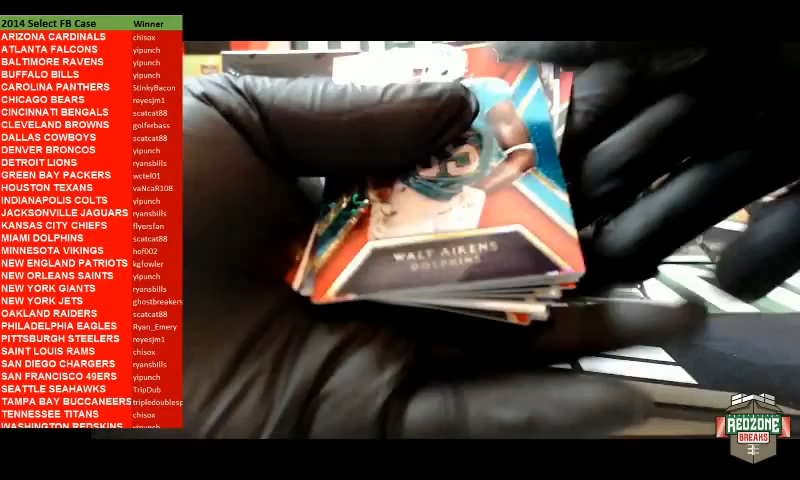 2014 Select FB Case Winner
ARIZONA CARDINALS chisox
ATLANTA FALCONS yipunch
BALTIMORE RAVENS yipunch
BUFFALO BILLS yipunch
CAROLINA PANTHERS StinkyBacon
CHICAGO BEARS reyesjm1
CINCINNATI BENGALS scatcat88
CLEVELAND BROWNS golferbass
DALLAS COWBOYS scatcat88
DENVER BRONCOS yipunch
DETROIT LIONS ryansbills
GREEN BAY PACKERS wctel01
HOUSTON TEXANS vaNcaR108
INDIANAPOLIS COLTS yipunch
JACKSONVILLE JAGUARS ryansbills
KANSAS CITY CHIEFS flyersfan
MIAMI DOLPHINS scatcat88
MINNESOTA VIKINGS hof002
NEW ENGLAND PATRIOTS kgfowler
NEW ORLEANS SAINTS yipunch
NEW YORK GIANTS ryansbills
NEW YORK JETS ghostbreakers
OAKLAND RAIDERS scatcat88
PHILADELPHIA EAGLES Ryan_Emery
PITTSBURGH STEELERS reyesjm1
SAINT LOUIS RAMS chisox
SAN DIEGO CHARGERS ryansbills
SAN FRANCISCO 49ERS yipunch
SEATTLE SEAHAWKS TripDub
TAMPA BAY BUCCANEERS tripledoublesp
TENNESSEE TITANS chisox
WASHINGTON REDSKINS yipunch
WALT AIKENS
DOLPHINS
REDZONE
BREAKS